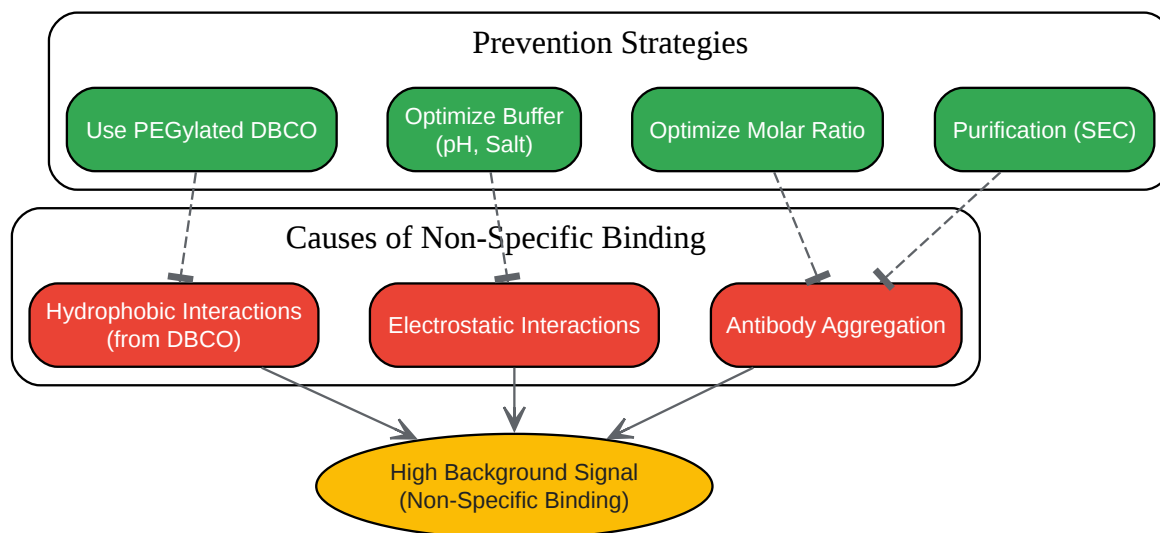 Prevention Strategies
Use PEGylated DBCO
Optimize Buffer
(pH, Salt)
Optimize Molar Ratio
Purification (SEC)
Causes of Non-Specific Binding
Hydrophobic Interactions
(from DBCO)
Electrostatic Interactions
Antibody Aggregation
High Background Signal
(Non-Specific Binding)